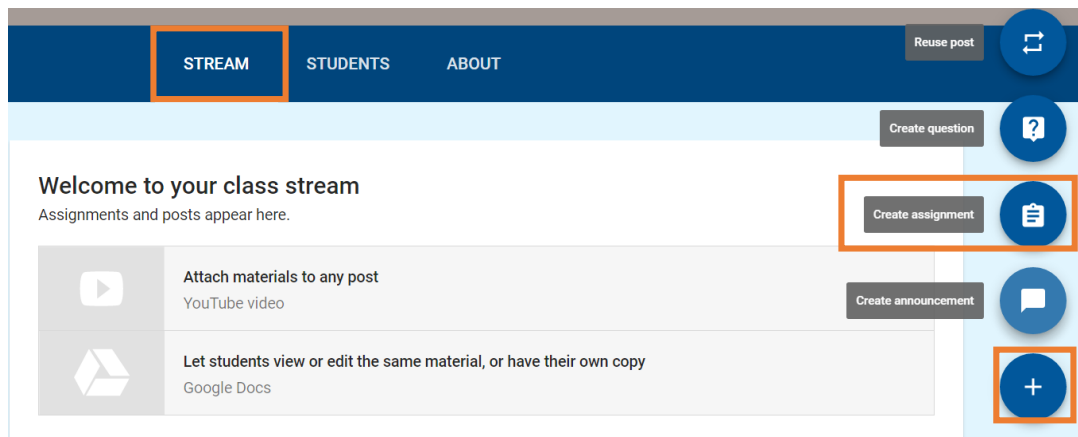 STREAM
STUDENTS
ABOUT
Reuse post
Create question
Welcome to your class stream
Assignments and posts appear here.
Create assignment
Attach materials to any post
YouTube video
Create announcement
Let students view or edit the same material, or have their own copy
Google Docs